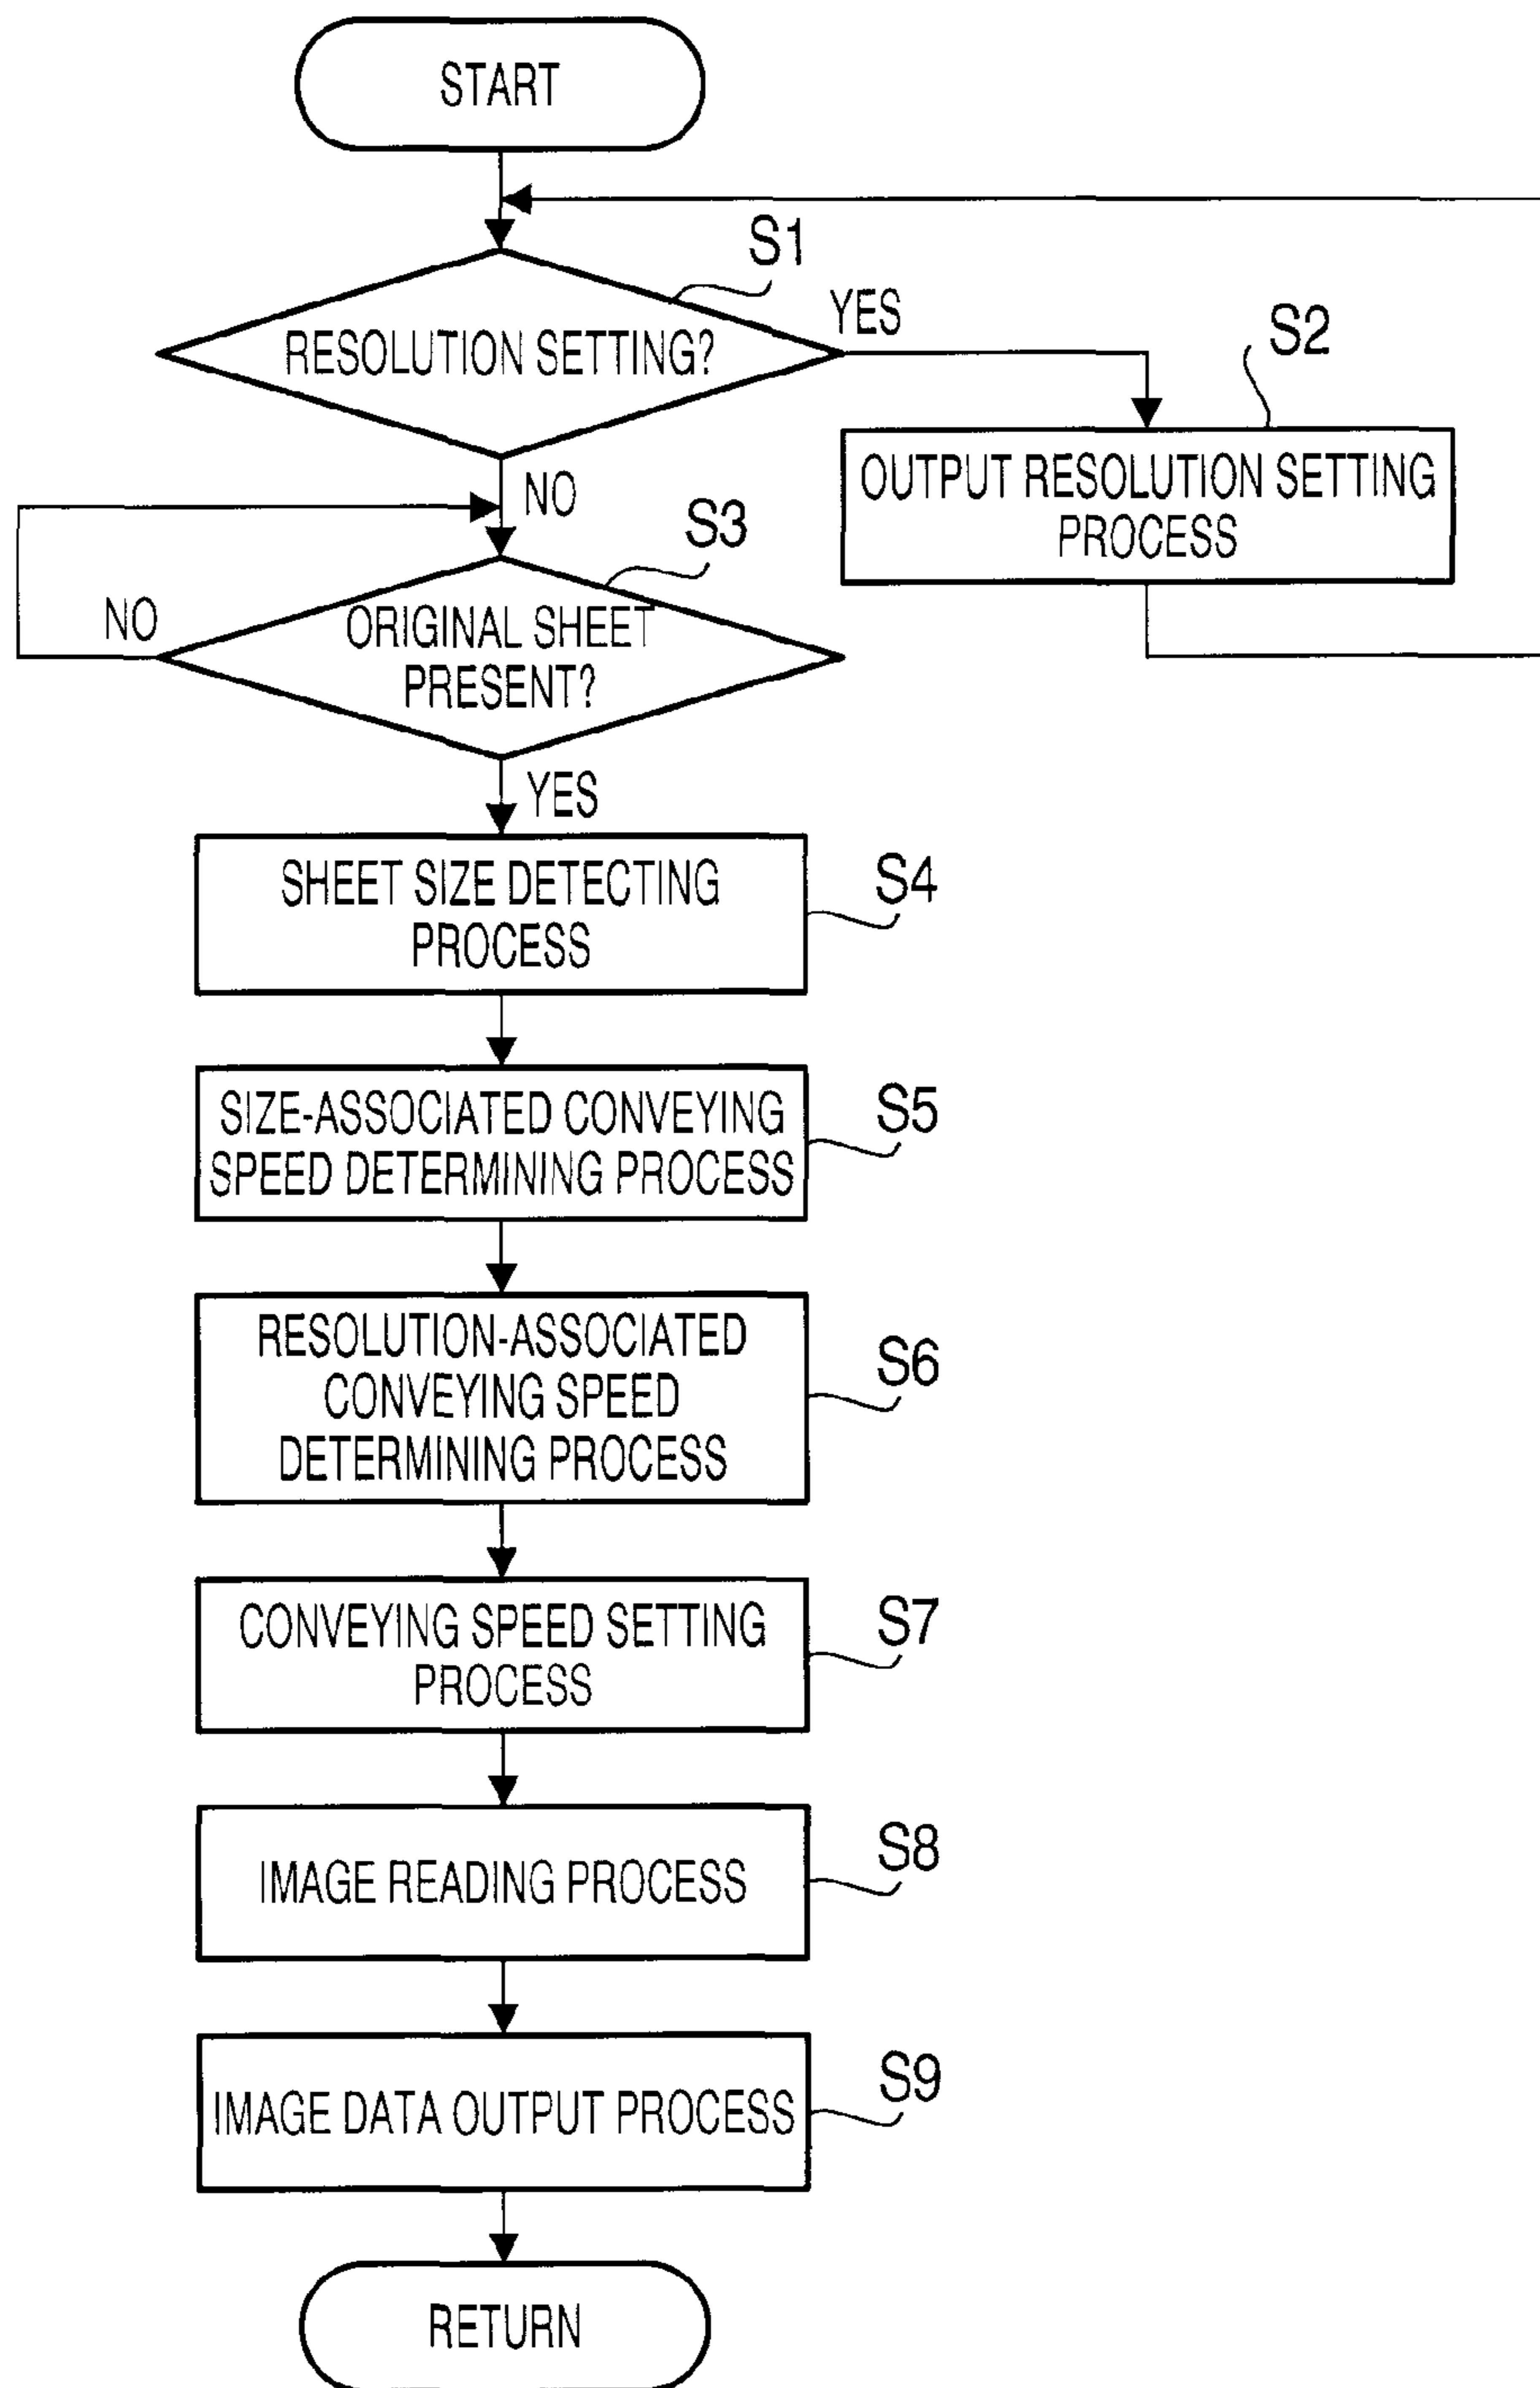 START
S1
RESOLUTION SETTING?
YES
S2
OUTPUT RESOLUTION SETTING
PROCESS
NO
S3
ORIGINAL SHEET
PRESENT?
NO
YES
SHEET SIZE DETECTING
PROCESS
S4
SIZE-ASSOCIATED CONVEYING
SPEED DETERMINING PROCESS
S5
RESOLUTION-ASSOCIATED
CONVEYING SPEED
DETERMINING PROCESS
S6
CONVEYING SPEED SETTING
PROCESS
S7
IMAGE READING PROCESS
S8
IMAGE DATA OUTPUT PROCESS
S9
RETURN